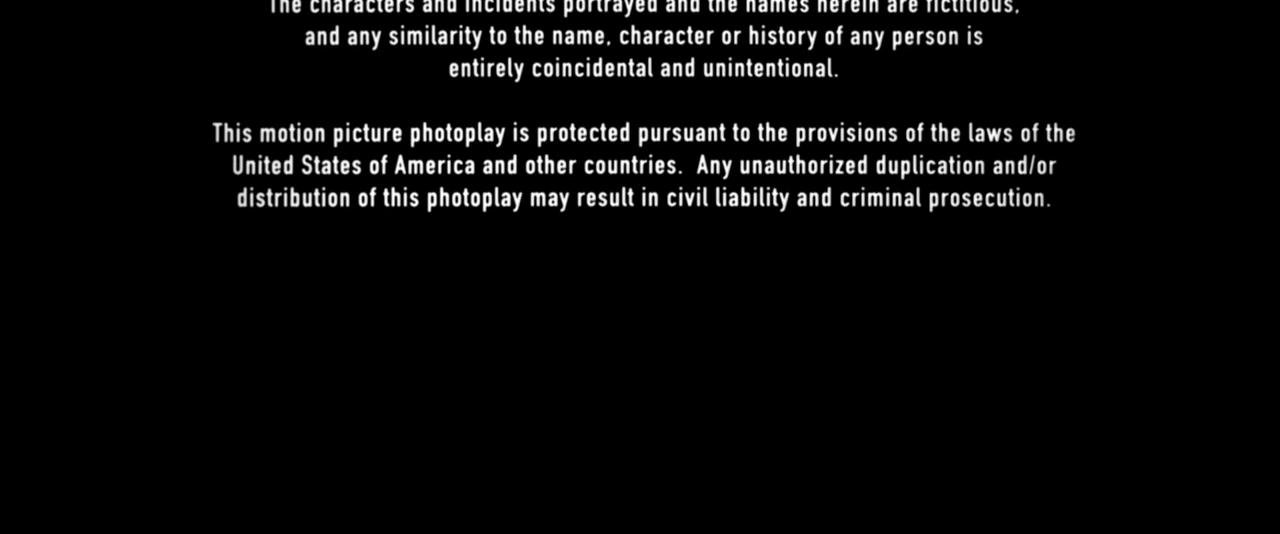 The characters and incidents portrayed and the names herein are fictitious,
and any similarity to the name, character or history of any person is
entirely coincidental and unintentional.
This motion picture photoplay is protected pursuant to the provisions of the laws of the
United States of America and other countries.  Any unauthorized duplication and/or
distribution of this photoplay may result in civil liability and criminal prosecution.